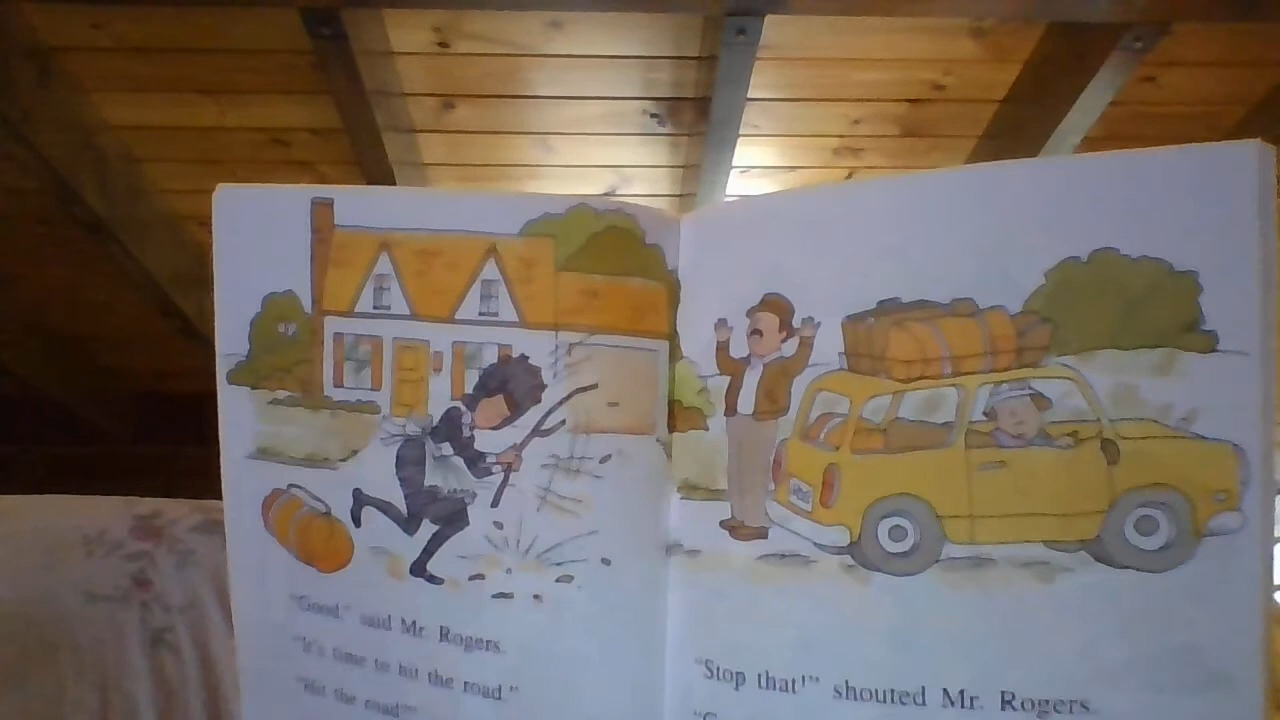 "Good," said Mr. Rogers.
"It's time to hit the road."
"Hit the road?"
"Stop that!" shouted Mr. Rogers.